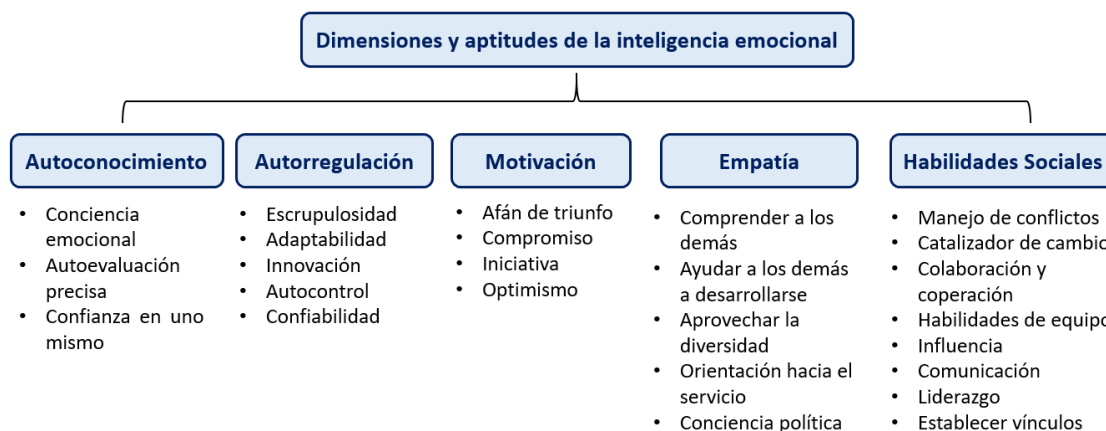 Dimensiones y aptitudes de la inteligencia emocional
Autoconocimiento
• Conciencia
emocional
• Autoevaluación
precisa
• Confianza en uno
mismo
Autorregulación
• Escrupulosidad
• Adaptabilidad
• Innovación
• Autocontrol
• Confiabilidad
Motivación
• Afán de triunfo
• Compromiso
• Iniciativa
• Optimismo
Empatía
• Comprender a los
demás
• Ayudar a los demás
a desarrollarse
• Aprovechar la
diversidad
• Orientación hacia el
servicio
• Conciencia política
Habilidades Sociales
• Manejo de conflictos
• Catalizador de cambio
• Colaboración y
coperación
• Habilidades de equipo
• Influencia
• Comunicación
• Liderazgo
• Establecer vínculos